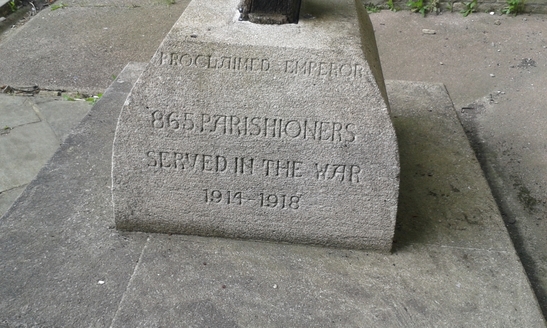 PROCLAIMED EMPEROR
865 PARISHIONERS
SERVED IN THE WAR
1914-1918